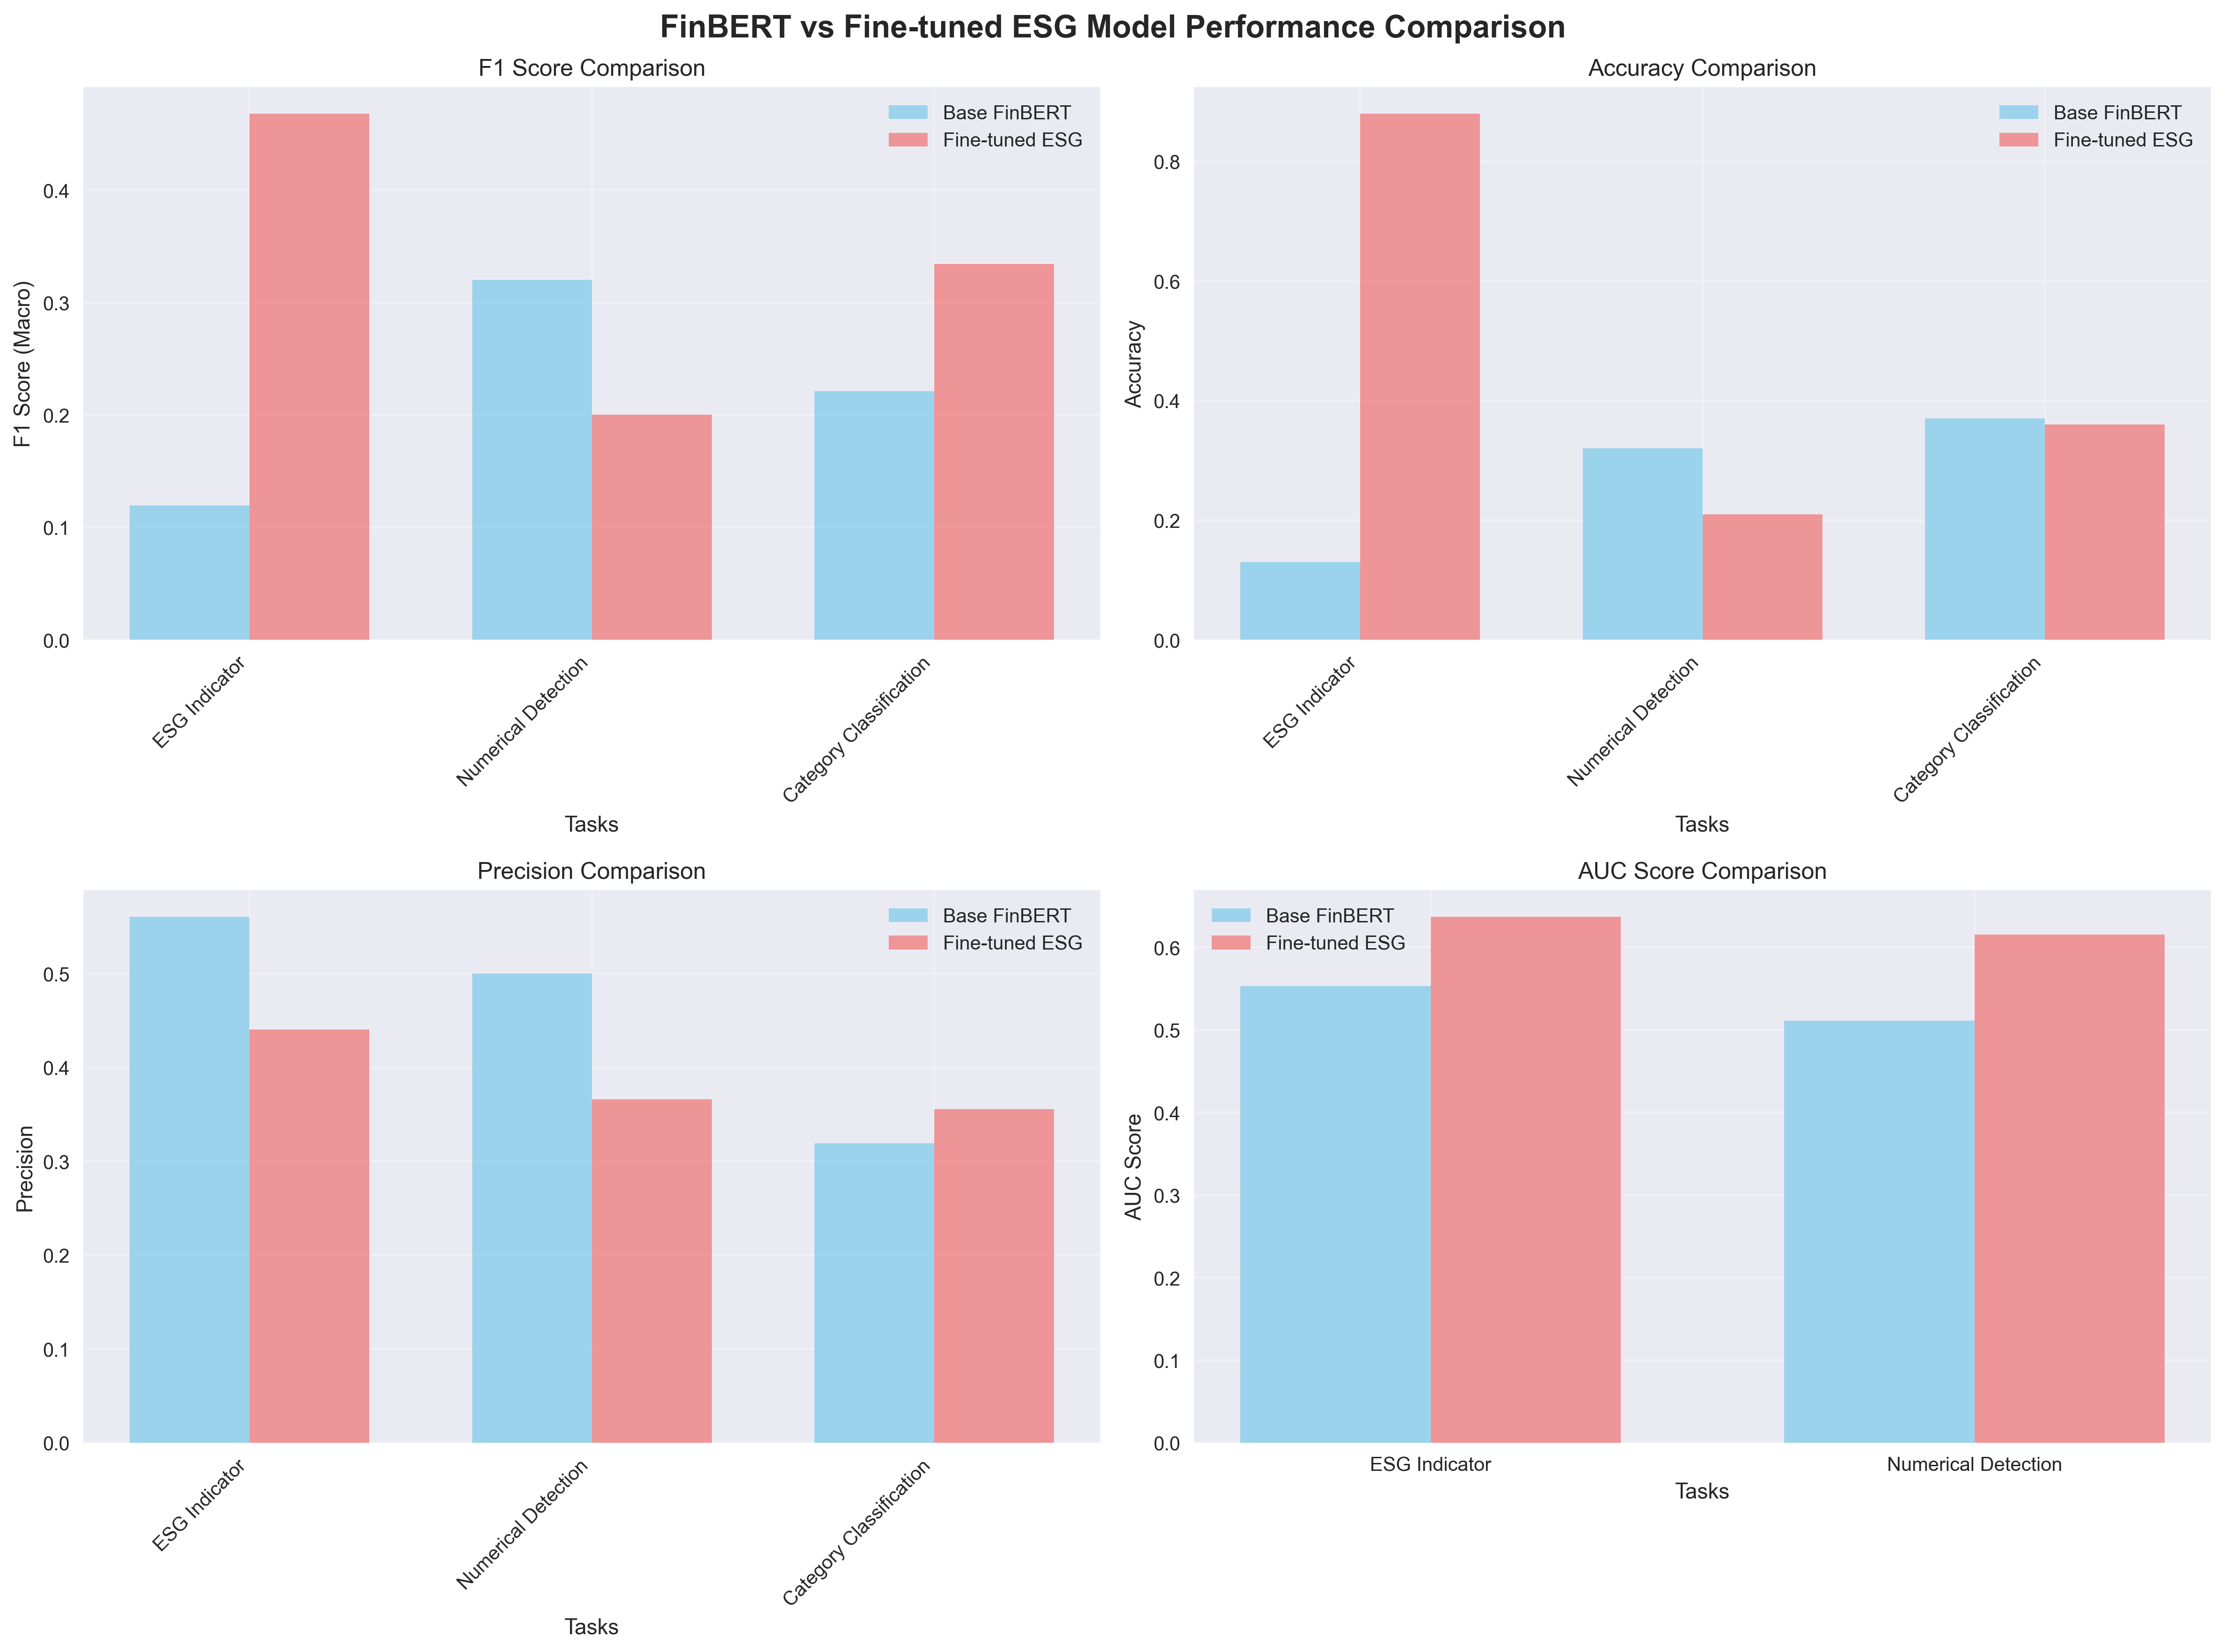 FinBERT vs Fine-tuned ESG Model Performance Comparison
F1 Score Comparison
Base FinBERT
Fine-tuned ESG
F1 Score (Macro)
0.4
0.3
0.2
0.1
0.0
ESG Indicator
Numerical Detection
Category Classification
Tasks
Accuracy Comparison
Base FinBERT
Fine-tuned ESG
Accuracy
0.8
0.6
0.4
0.2
0.0
ESG Indicator
Numerical Detection
Category Classification
Tasks
Precision Comparison
Base FinBERT
Fine-tuned ESG
Precision
0.5
0.4
0.3
0.2
0.1
0.0
ESG Indicator
Numerical Detection
Category Classification
Tasks
AUC Score Comparison
Base FinBERT
Fine-tuned ESG
AUC Score
0.6
0.5
0.4
0.3
0.2
0.1
0.0
ESG Indicator
Numerical Detection
Tasks